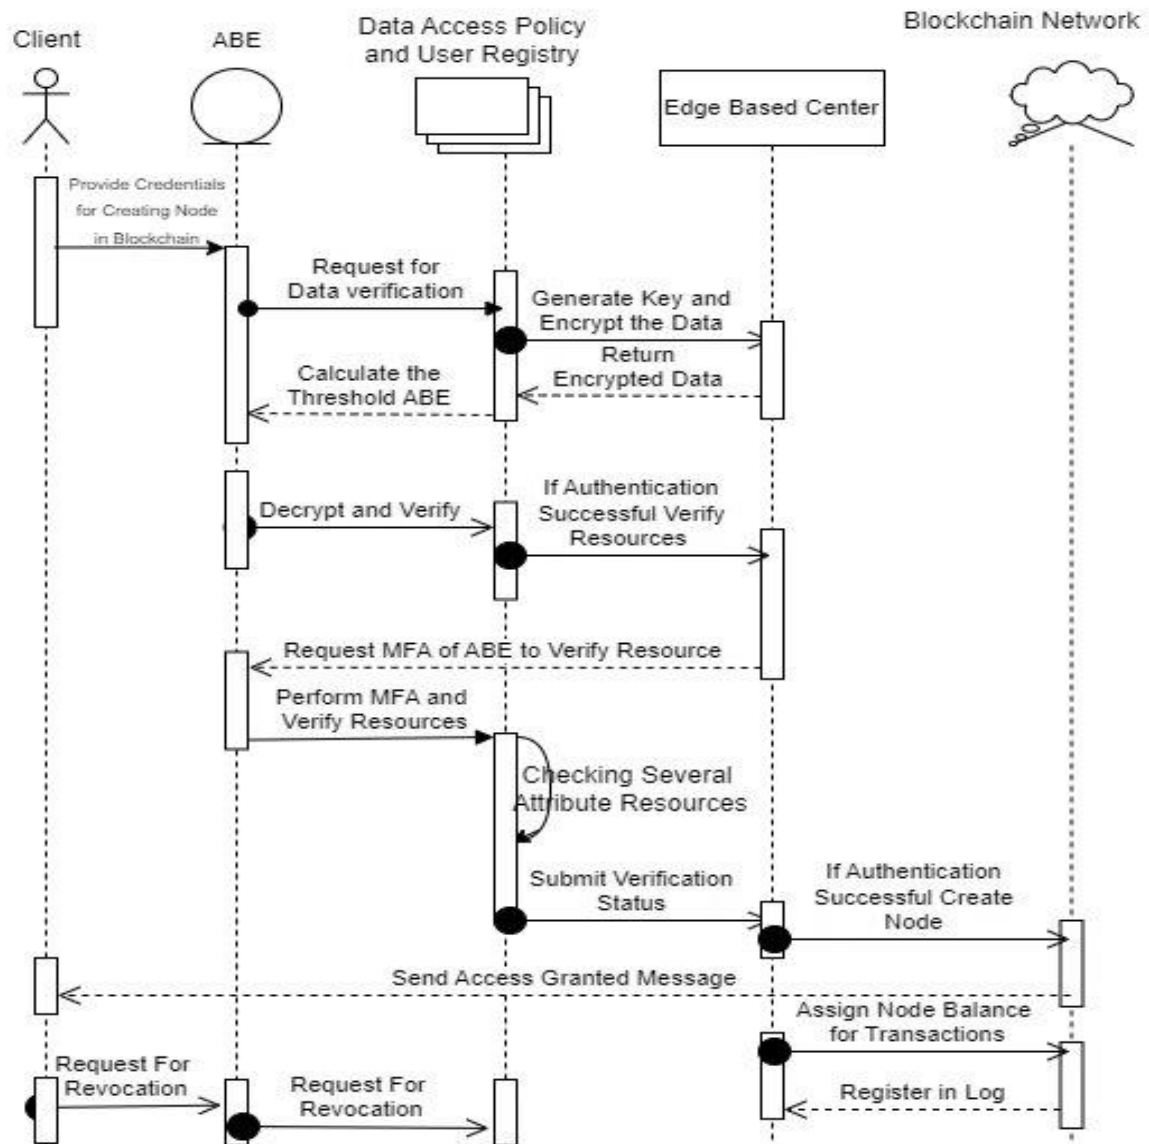 Client
ABE
Data Access Policy
and User Registry
Blockchain Network
Edge Based Center
Provide Credentials
for Creating Node
in Blockchain
Request for
Data verification
Generate Key and
Encrypt the Data
Return
Encrypted Data
Calculate the
Threshold ABE
Decrypt and Verify
If Authentication
Successful Verify
Resources
Request MFA of ABE to Verify Resource
Perform MFA and
Verify Resources
Checking Several
Attribute Resources
Submit Verification
Status
If Authentication
Successful Create
Node
Send Access Granted Message
Assign Node Balance
for Transactions
Request For
Revocation
Request For
Revocation
Register in Log